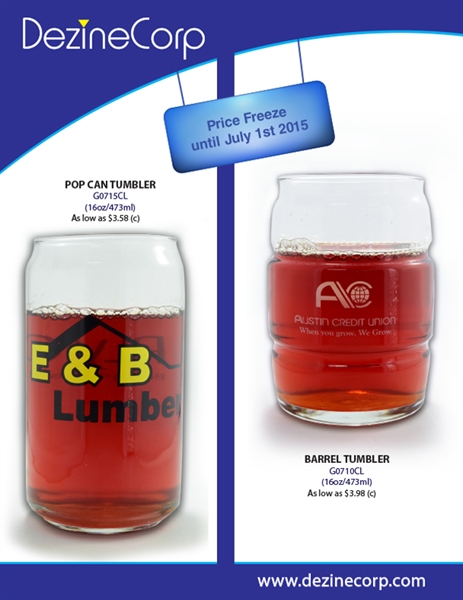 DezineCorp
Price Freeze
until July 1st 2015
POP CAN TUMBLER
G0715CL
(16oz/473ml)
As low as $3.58 (c)
E & B
Lumber
AC
AUSTIN CREDIT UNION
When you grow, We Grow
BARREL TUMBLER
G0710CL
(16oz/473ml)
As low as $3.98 (c)
www.dezinecorp.com